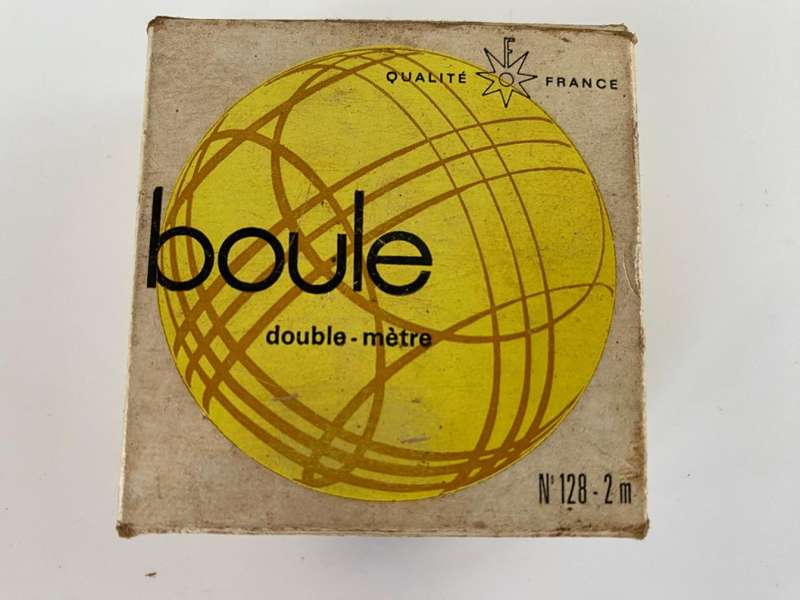 F
QUALITÉ FRANCE
boule
double-mètre
N° 128 - 2 m